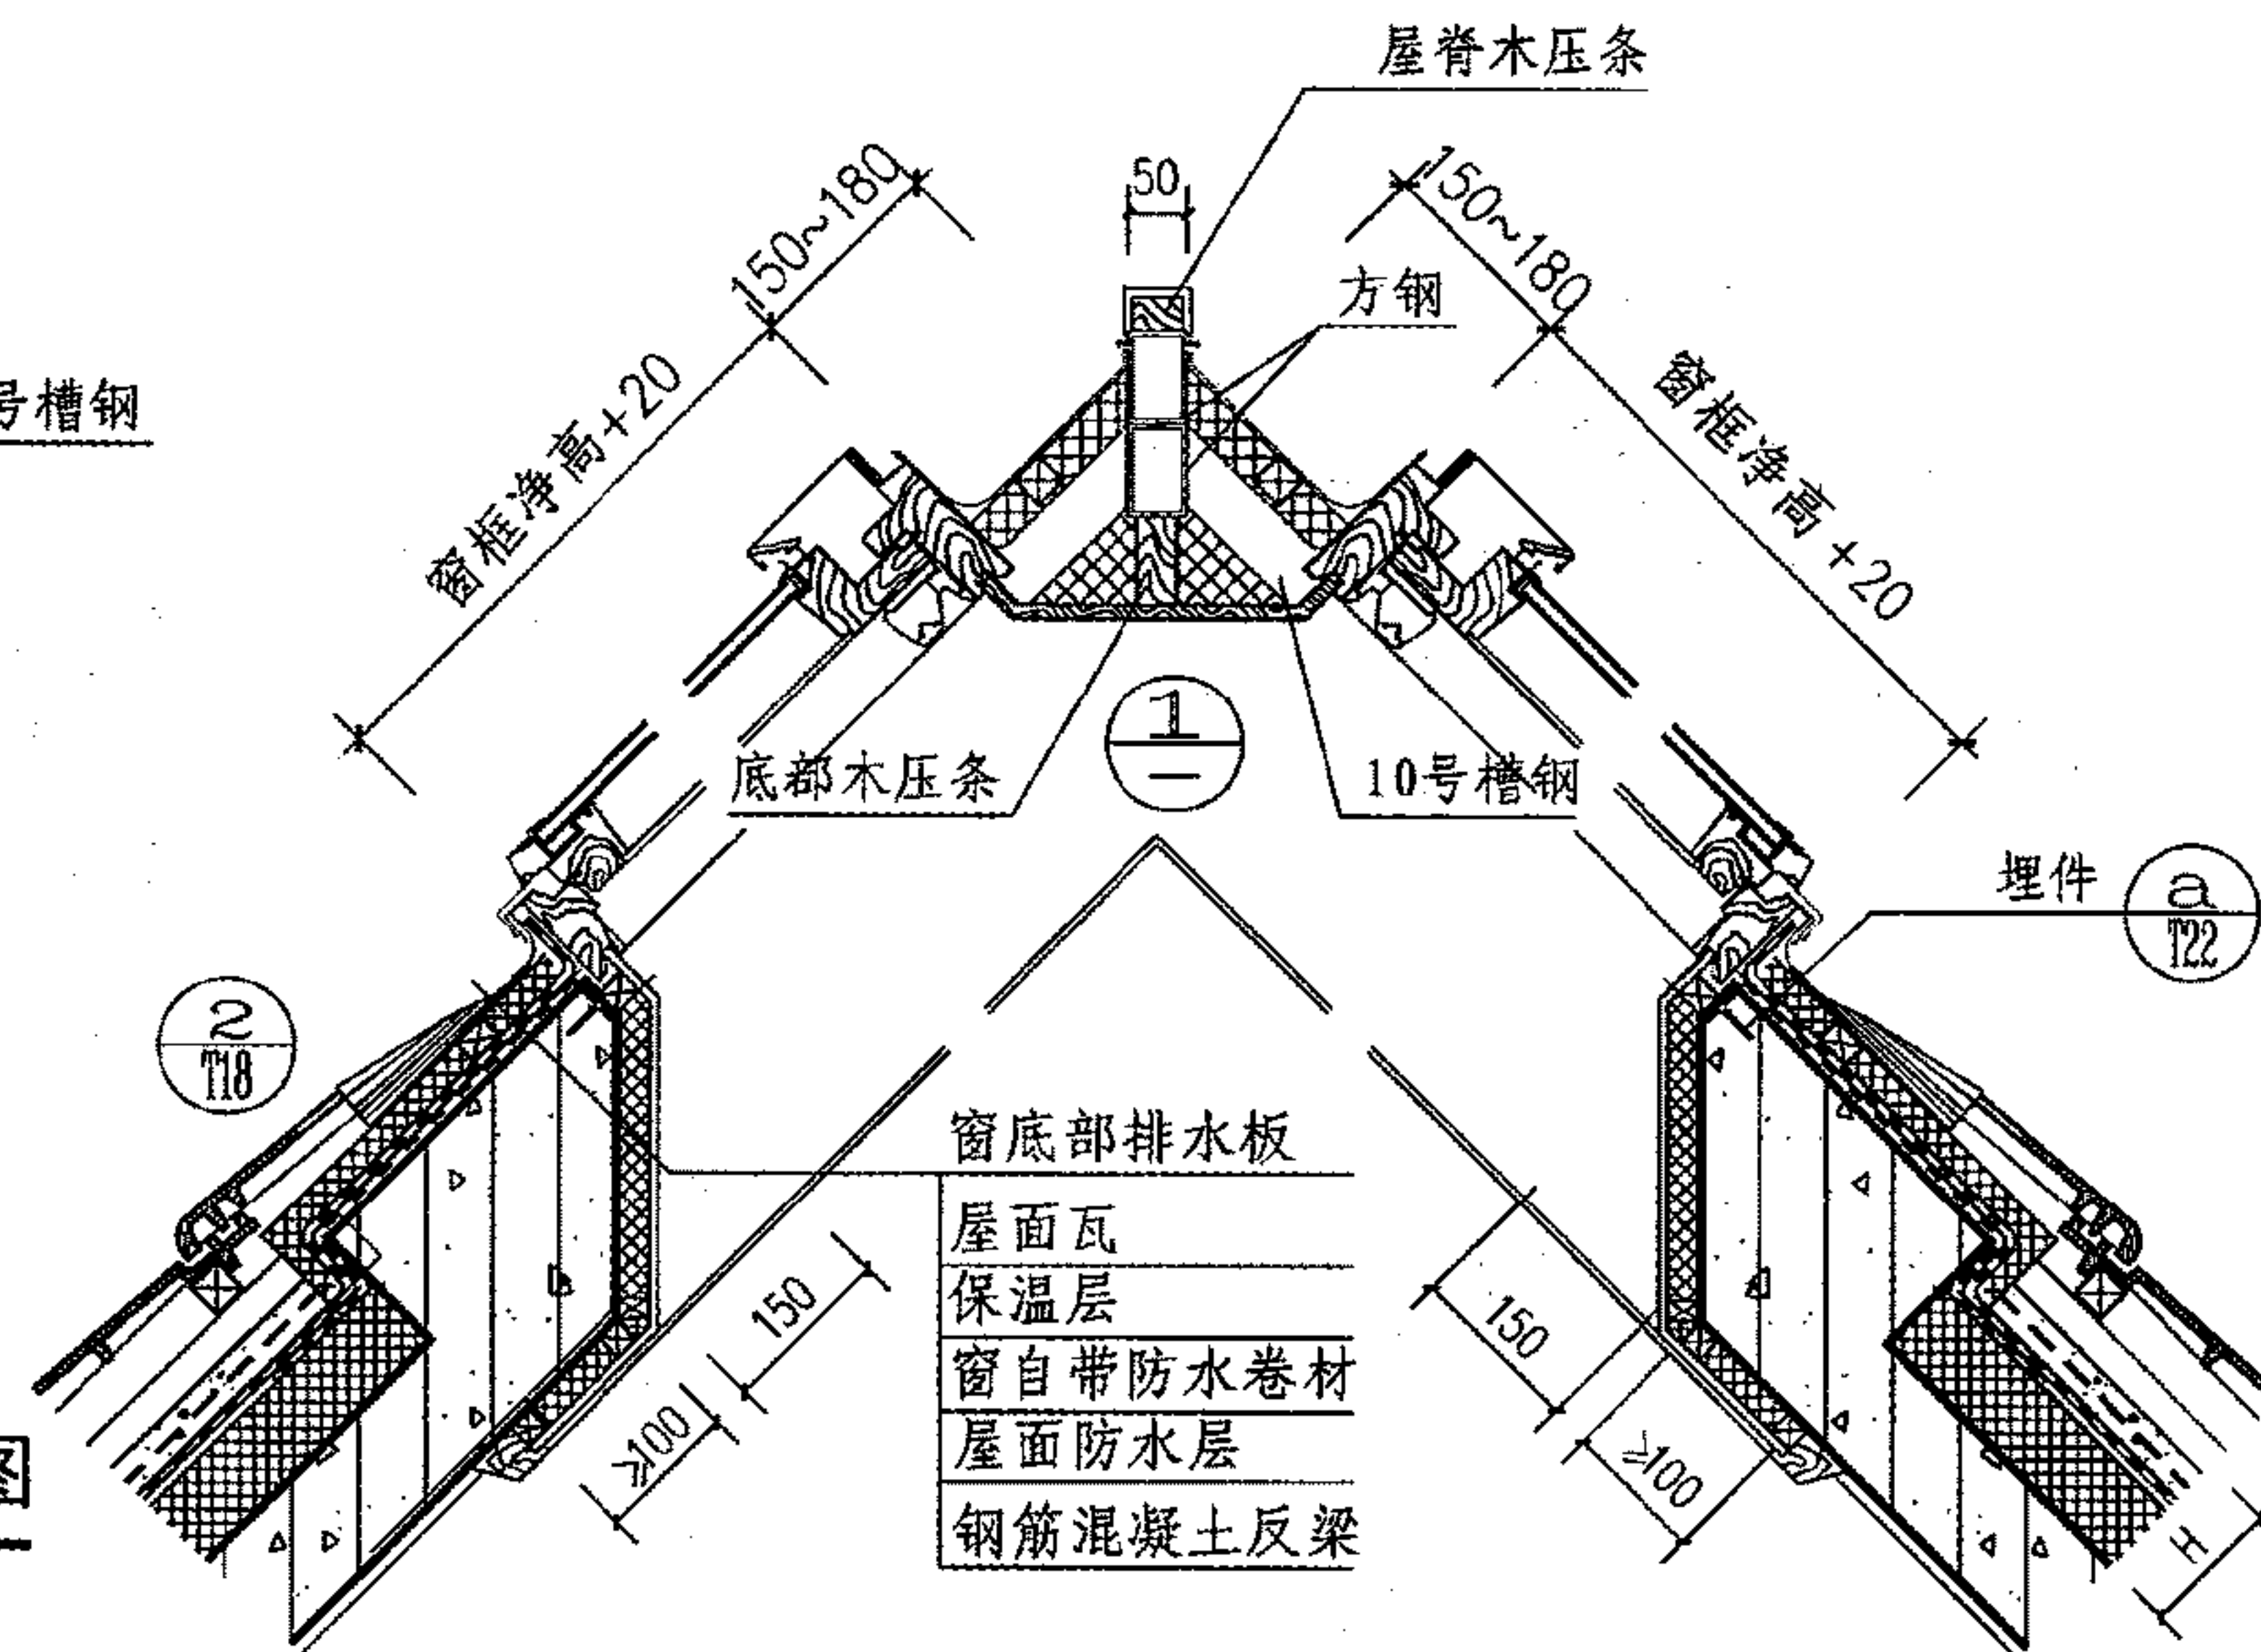 屋脊木压条
150~180
50
150~180
方钢
号槽钢
窗框净高+20
窗框净高+20
1
底部木压条
10号槽钢
埋件
a
T22
2
T18
窗底部排水板
屋面瓦
保温层
窗自带防水卷材
屋面防水层
钢筋混凝土反梁
150
≥100
150
≥100
H